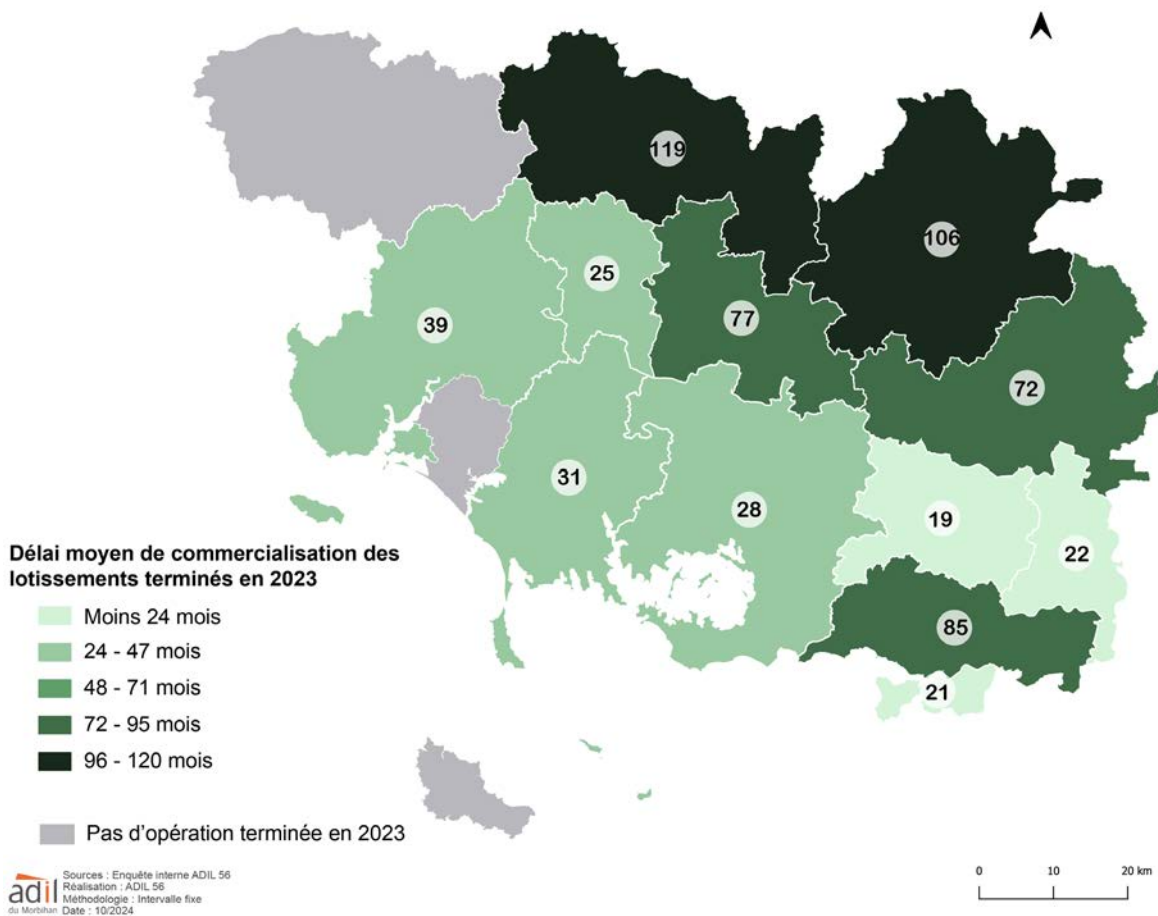 119
106
25
39
77
72
31
28
19
22
85
21
Délai moyen de commercialisation des
lotissements terminés en 2023
Moins 24 mois
24 - 47 mois
48 - 71 mois
72 - 95 mois
96 - 120 mois
Pas d'opération terminée en 2023
adil
du Morbihan
Sources : Enquête interne ADIL 56
Réalisation : ADIL 56
Méthodologie : Intervalle fixe
Date : 10/2024
0 10 20 km